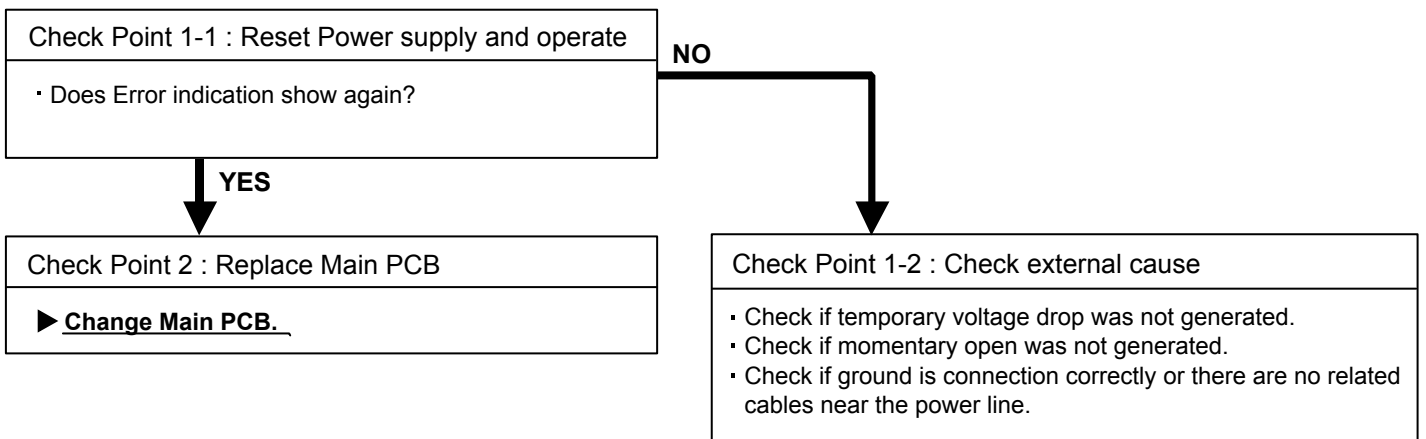 Check Point 1-1 : Reset Power supply and operate
NO
· Does Error indication show again?
YES
Check Point 2 : Replace Main PCB
▶ Change Main PCB.
Check Point 1-2 : Check external cause
· Check if temporary voltage drop was not generated.
· Check if momentary open was not generated.
· Check if ground is connection correctly or there are no related
cables near the power line.